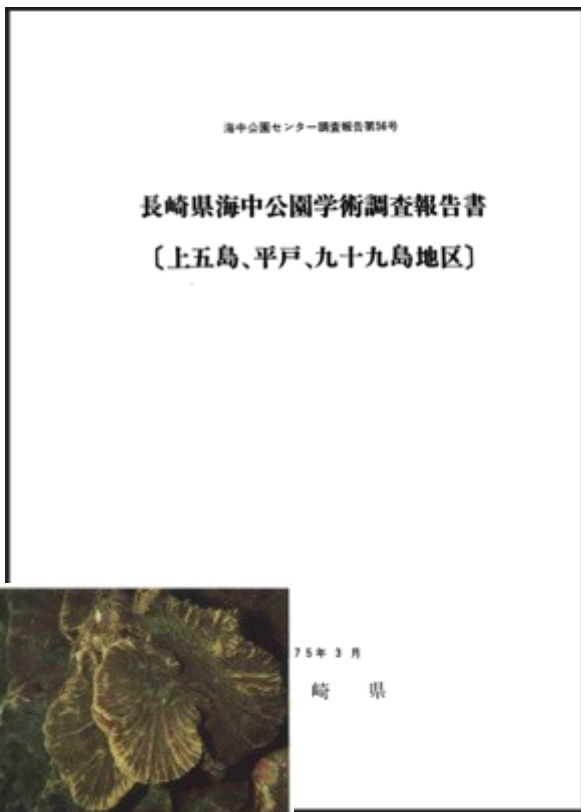 海中公園センター調査報告第56号
長崎県海中公園学術調査報告書
〔上五島、平戸、九十九島地区〕
75年 3 月
崎 県